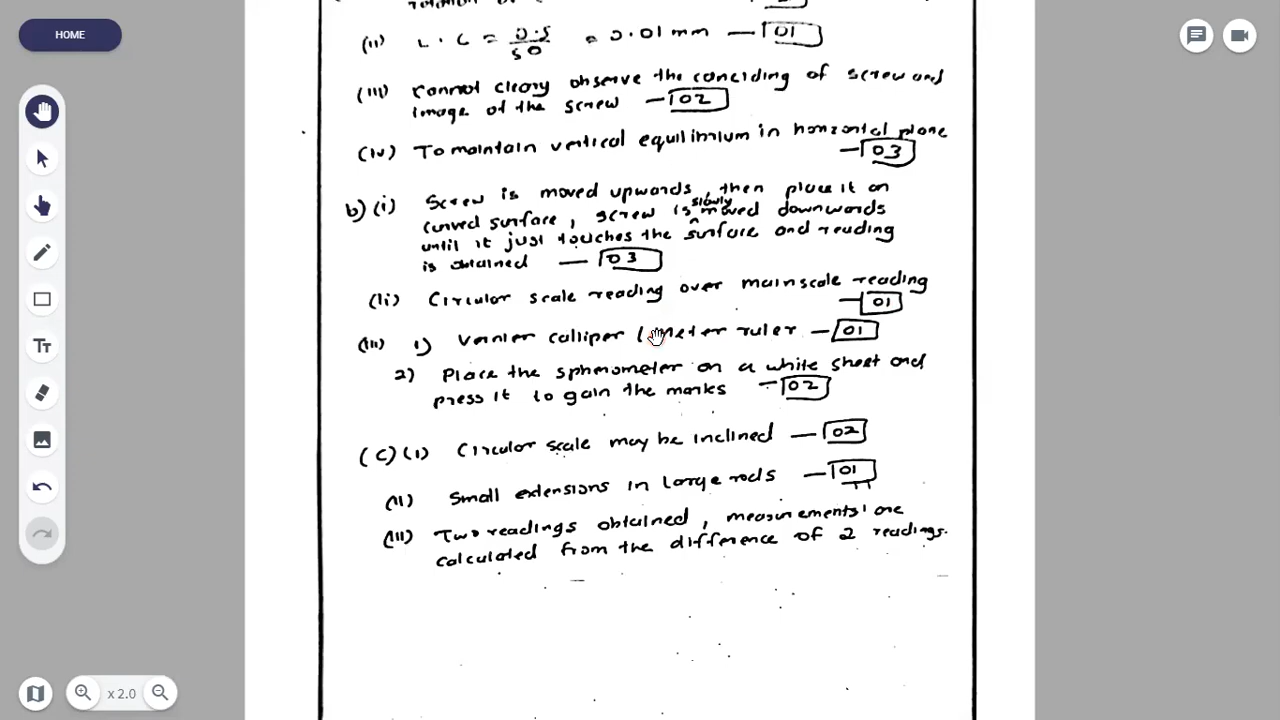 HOME
(ii) L.C = 0.5/50 = 0.01 mm — 01
(iii) cannot cleary observe the conciding of screw and
image of the screw — 02
(iv) To maintain vertical equilibrium in horizontal plane
— 03
b) (i) Screw is moved upwards, then place it on
curved surface, screw is slowly moved downwards
until it just touches the surface and reading
is obtained — 03
(ii) Circular scale reading over mainscale reading
— 01
(iii) 1) Vernier calliper / meter ruler — 01
2) Place the spherometer on a white sheet and
press it to gain the marks — 02
(C) (i) Circular scale may be inclined — 02
(ii) Small extensions in large rods — 01
(iii) Two readings obtained, measurements are
calculated from the difference of 2 readings.
Tт
x 2.0